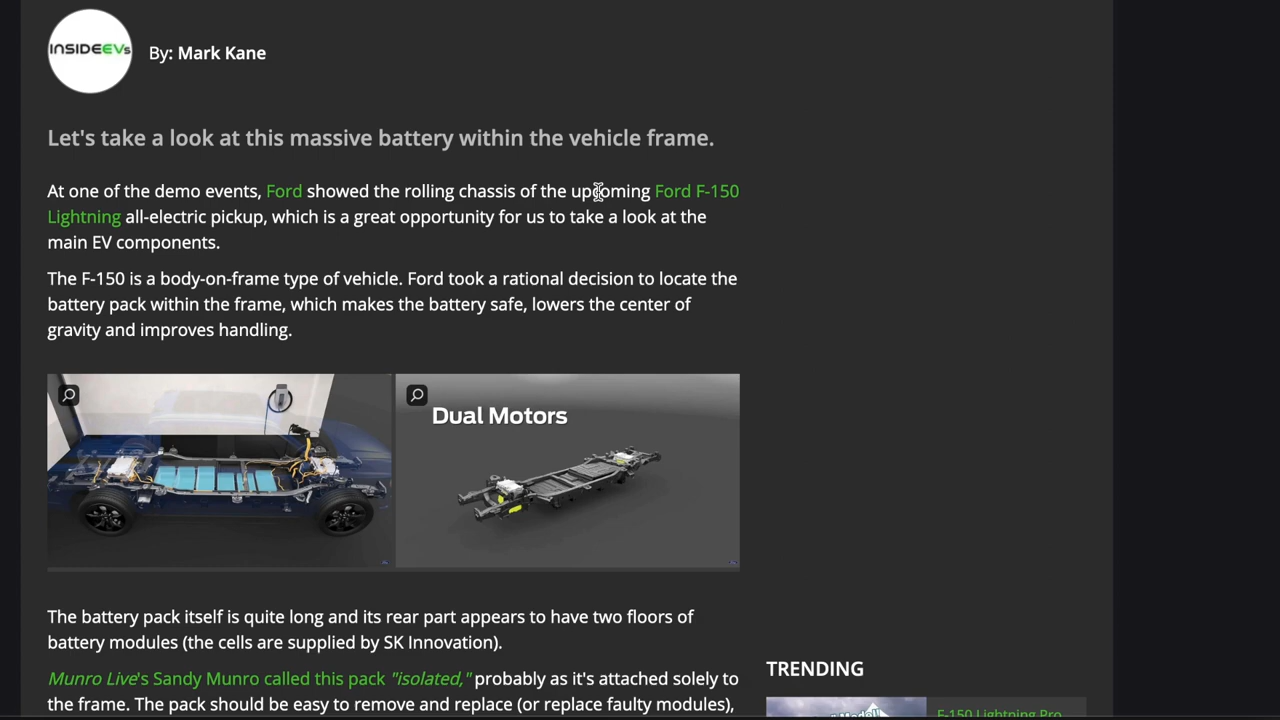 INSIDEEVs
By: Mark Kane
Let's take a look at this massive battery within the vehicle frame.
At one of the demo events, Ford showed the rolling chassis of the upcoming Ford F-150
Lightning all-electric pickup, which is a great opportunity for us to take a look at the
main EV components.
The F-150 is a body-on-frame type of vehicle. Ford took a rational decision to locate the
battery pack within the frame, which makes the battery safe, lowers the center of
gravity and improves handling.
Dual Motors
The battery pack itself is quite long and its rear part appears to have two floors of
battery modules (the cells are supplied by SK Innovation).
Munro Live's Sandy Munro called this pack "isolated," probably as it's attached solely to
the frame. The pack should be easy to remove and replace (or replace faulty modules),
TRENDING
F-150 Lightning Pro